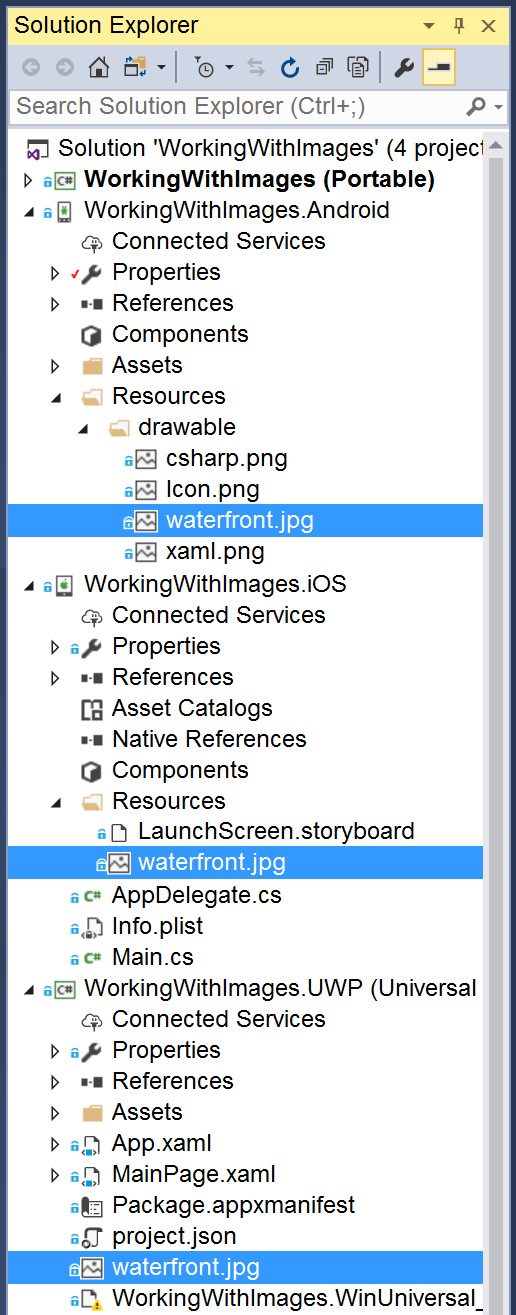 Solution Explorer
Search Solution Explorer (Ctrl+;)
Solution 'WorkingWithImages' (4 project
C# WorkingWithImages (Portable)
WorkingWithImages.Android
Connected Services
Properties
References
Components
Assets
Resources
drawable
csharp.png
Icon.png
waterfront.jpg
xaml.png
WorkingWithImages.iOS
Connected Services
Properties
References
Asset Catalogs
Native References
Components
Resources
LaunchScreen.storyboard
waterfront.jpg
C# AppDelegate.cs
Info.plist
C# Main.cs
C# WorkingWithImages.UWP (Universal
Connected Services
Properties
References
Assets
App.xaml
MainPage.xaml
Package.appxmanifest
project.json
waterfront.jpg
WorkingWithImages.WinUniversal_